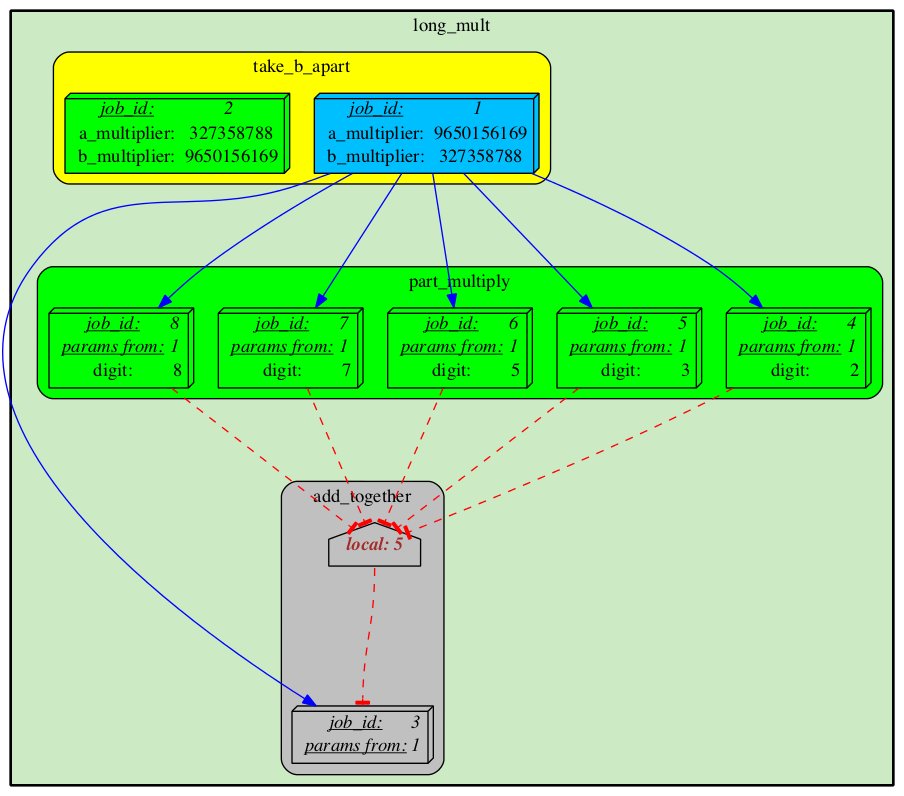 long_mult
take_b_apart
job_id: 2
a_multiplier: 327358788
b_multiplier: 9650156169
job_id: 1
a_multiplier: 9650156169
b_multiplier: 327358788
part_multiply
job_id: 8
params from: 1
digit: 8
job_id: 7
params from: 1
digit: 7
job_id: 6
params from: 1
digit: 5
job_id: 5
params from: 1
digit: 3
job_id: 4
params from: 1
digit: 2
add_together
local: 5
job_id: 3
params from: 1